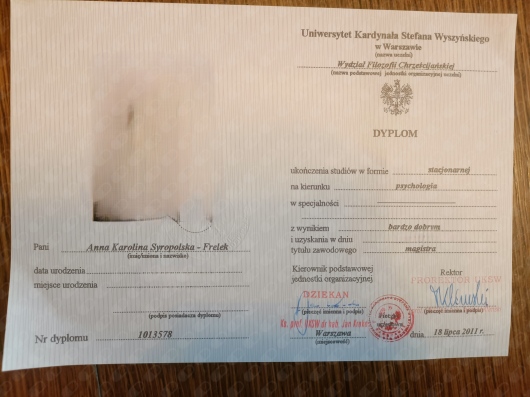 Uniwersytet Kardynała Stefana Wyszyńskiego
w Warszawie
(nazwa uczelni)
Wydział Filozofii Chrześcijańskiej
(nazwa podstawowej jednostki organizacyjnej uczelni)
DYPLOM
ukończenia studiów w formie stacjonarnej
na kierunku psychologia
w specjalności
z wynikiem bardzo dobrym
i uzyskania w dniu
tytułu zawodowego magistra
Kierownik podstawowej
jednostki organizacyjnej
Rektor
DZIEKAN
(pieczęć imienna i podpis)
(pieczęć imienna i podpis)
Warszawa
(miejscowość)
dnia 18 lipca 2011 r.
Pani Anna Karolina Syropolska - Frelek
(imię/imiona i nazwisko)
data urodzenia
miejsce urodzenia
(podpis posiadacza dyplomu)
Nr dyplomu 1013578